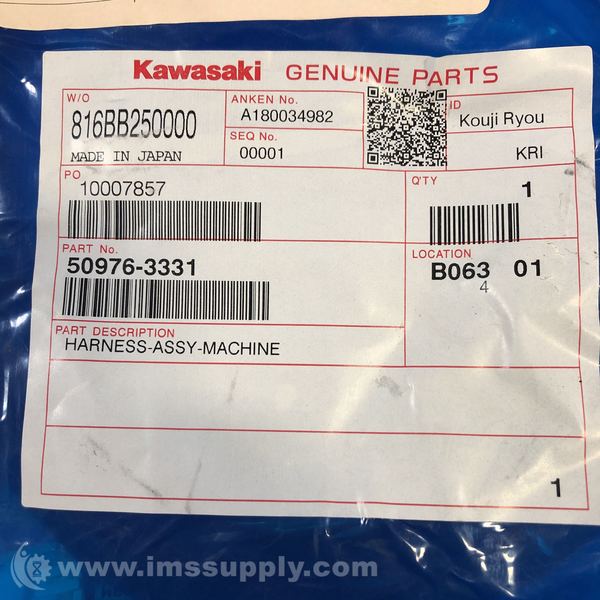 Kawasaki GENUINE PARTS
W/O
816BB250000
MADE IN JAPAN
ANKEN No.
A180034982
SEQ No.
00001
ID
Kouji Ryou
KRI
PO
10007857
Q'TY
1
PART No.
50976-3331
LOCATION
B063 01
4
PART DESCRIPTION
HARNESS-ASSY-MACHINE
1
www.imssupply.com